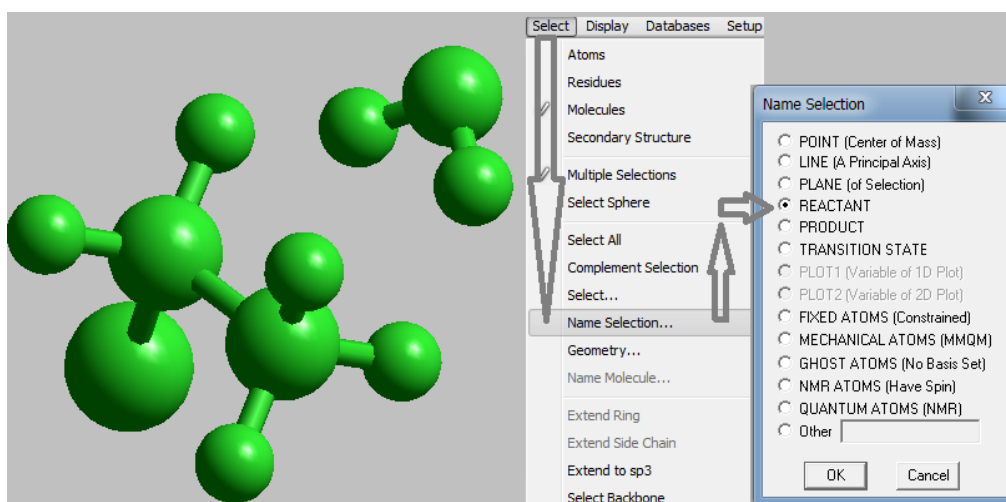 Select Display Databases Setup
Atoms
Residues
Molecules
Secondary Structure
Multiple Selections
Select Sphere
Select All
Complement Selection
Select...
Name Selection...
Geometry...
Name Molecule...
Extend Ring
Extend Side Chain
Extend to sp3
Select Backbone
Name Selection
POINT (Center of Mass)
LINE (A Principal Axis)
PLANE (of Selection)
REACTANT
PRODUCT
TRANSITION STATE
PLOT1 (Variable of 1D Plot)
PLOT2 (Variable of 2D Plot)
FIXED ATOMS (Constrained)
MECHANICAL ATOMS (MMQM)
GHOST ATOMS (No Basis Set)
NMR ATOMS (Have Spin)
QUANTUM ATOMS (NMR)
Other
OK Cancel